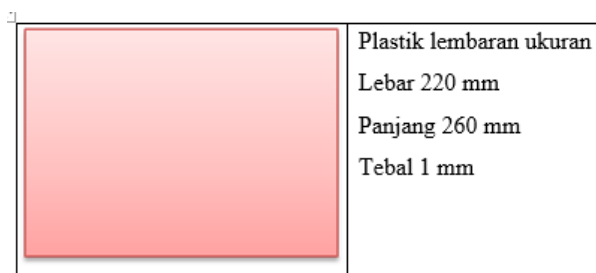 Plastik lembaran ukuran
Lebar 220 mm
Panjang 260 mm
Tebal 1 mm